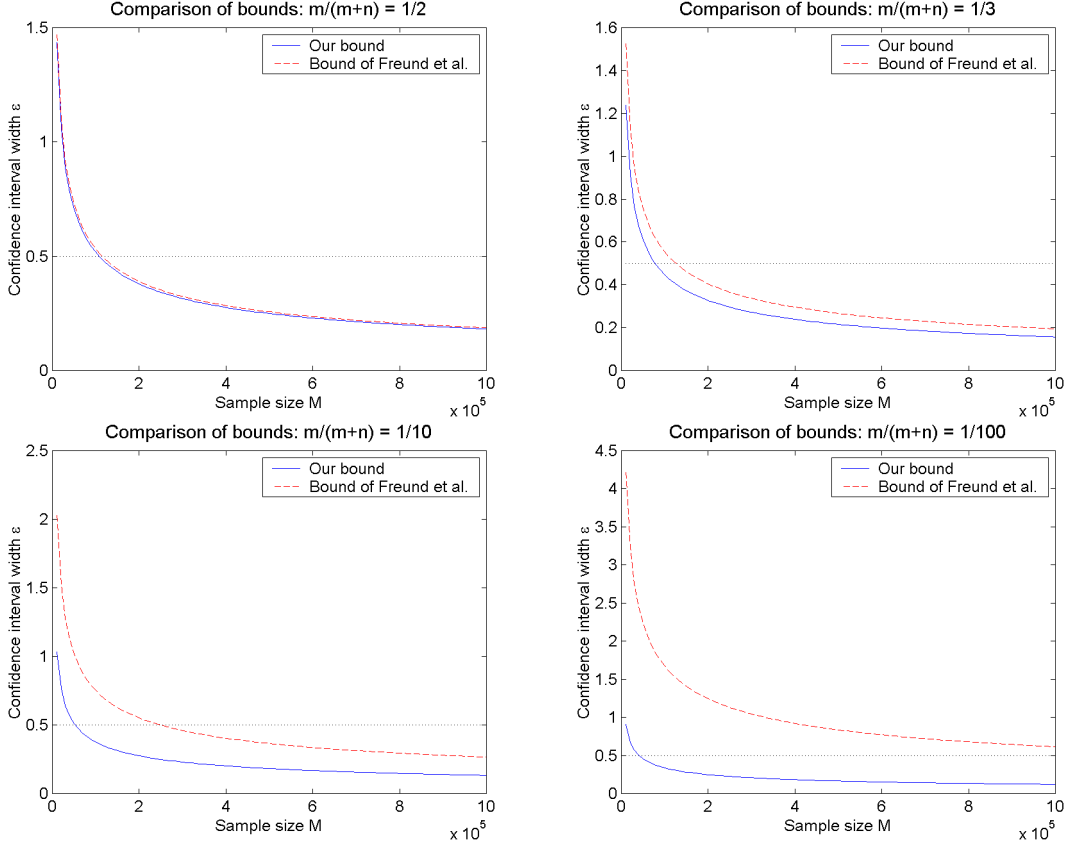 Comparison of bounds: m/(m+n) = 1/2
1.5
1
0.5
0
Confidence interval width ε
Our bound
Bound of Freund et al.
0 2 4 6 8 10
Sample size M
x 10^5
Comparison of bounds: m/(m+n) = 1/3
1.6
1.4
1.2
1
0.8
0.6
0.4
0.2
0
Confidence interval width ε
Our bound
Bound of Freund et al.
0 2 4 6 8 10
Sample size M
x 10^5
Comparison of bounds: m/(m+n) = 1/10
2.5
2
1.5
1
0.5
0
Confidence interval width ε
Our bound
Bound of Freund et al.
0 2 4 6 8 10
Sample size M
x 10^5
Comparison of bounds: m/(m+n) = 1/100
4.5
4
3.5
3
2.5
2
1.5
1
0.5
0
Confidence interval width ε
Our bound
Bound of Freund et al.
0 2 4 6 8 10
Sample size M
x 10^5